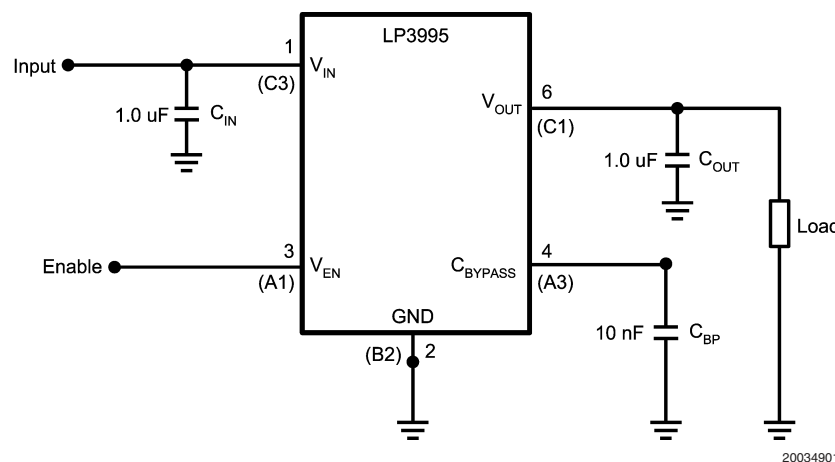 LP3995
1
Input
V_IN
(C3)
1.0 uF
C_IN
6
V_OUT
(C1)
1.0 uF
C_OUT
Load
3
Enable
V_EN
(A1)
4
C_BYPASS
(A3)
GND
(B2)
2
10 nF
C_BP